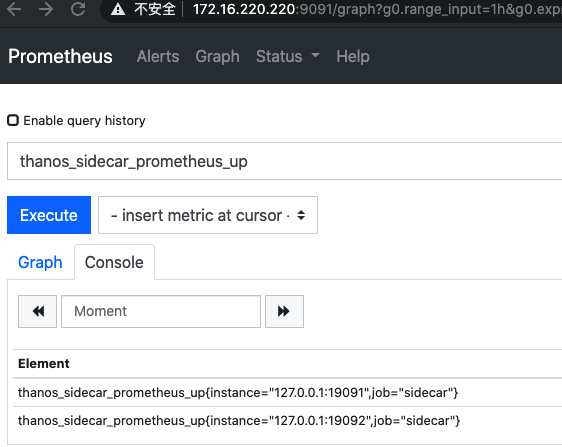 不安全 172.16.220.220:9091/graph?g0.range_input=1h&g0.expr
Prometheus Alerts Graph Status Help
Enable query history
thanos_sidecar_prometheus_up
Execute - insert metric at cursor -
Graph Console
Moment
Element
thanos_sidecar_prometheus_up{instance="127.0.0.1:19091",job="sidecar"}
thanos_sidecar_prometheus_up{instance="127.0.0.1:19092",job="sidecar"}